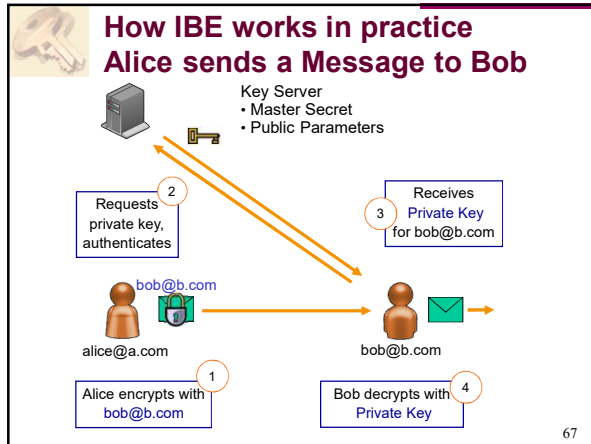 How IBE works in practice
Alice sends a Message to Bob
Key Server
• Master Secret
• Public Parameters
2
Requests
private key,
authenticates
Receives
3
Private Key
for bob@b.com
bob@b.com
alice@a.com
bob@b.com
1
Alice encrypts with
bob@b.com
4
Bob decrypts with
Private Key
67